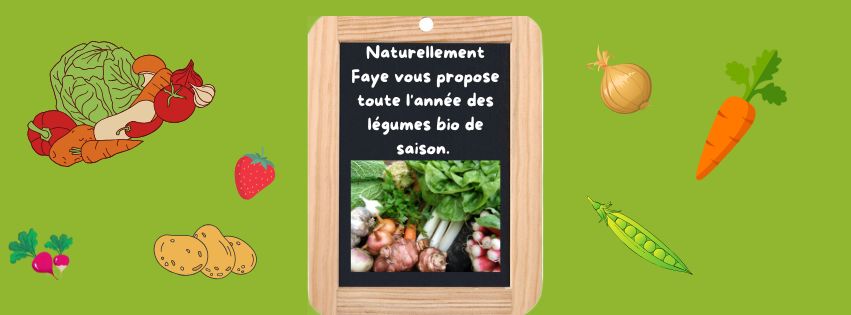 Naturellement
Faye vous propose
toute l'année des
légumes bio de
saison.